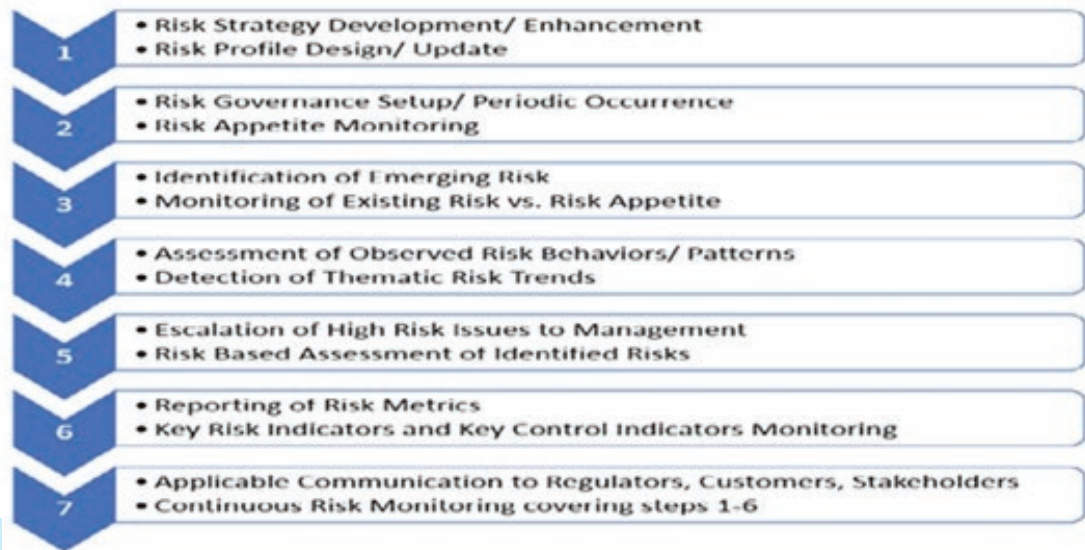 1
• Risk Strategy Development/ Enhancement
• Risk Profile Design/ Update
2
• Risk Governance Setup/ Periodic Occurrence
• Risk Appetite Monitoring
3
• Identification of Emerging Risk
• Monitoring of Existing Risk vs. Risk Appetite
4
• Assessment of Observed Risk Behaviors/ Patterns
• Detection of Thematic Risk Trends
5
• Escalation of High Risk Issues to Management
• Risk Based Assessment of Identified Risks
6
• Reporting of Risk Metrics
• Key Risk Indicators and Key Control Indicators Monitoring
7
• Applicable Communication to Regulators, Customers, Stakeholders
• Continuous Risk Monitoring covering steps 1-6